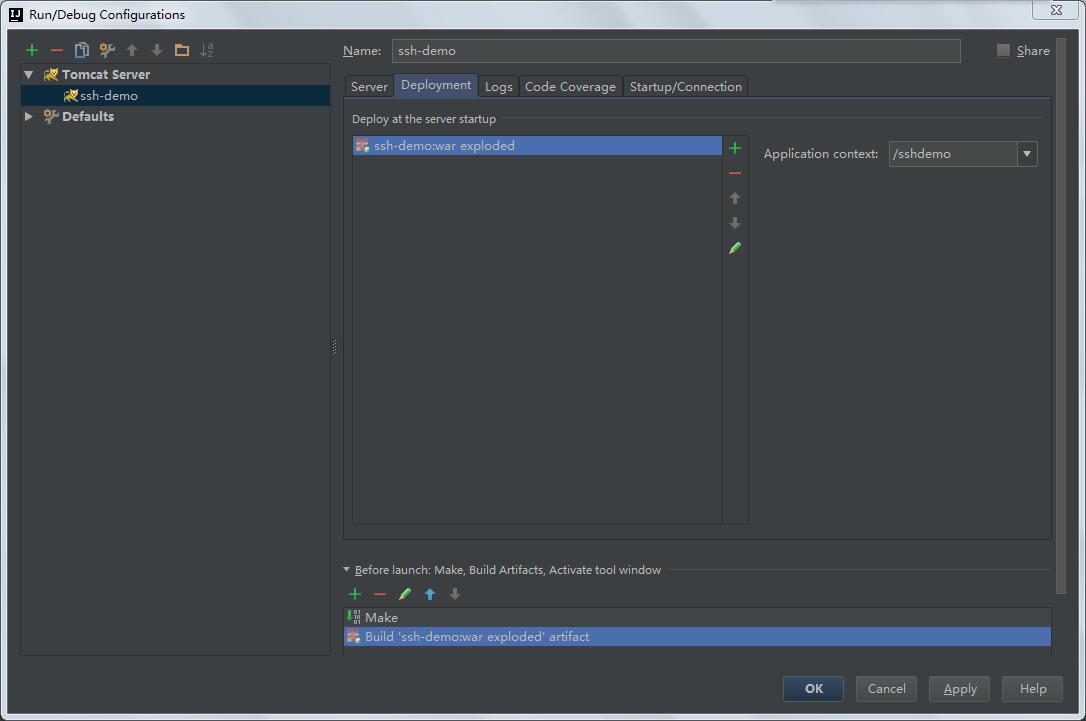 Run/Debug Configurations
Name: ssh-demo
Share
Tomcat Server
ssh-demo
Defaults
Server Deployment Logs Code Coverage Startup/Connection
Deploy at the server startup
ssh-demo:war exploded
Application context: /sshdemo
Before launch: Make, Build Artifacts, Activate tool window
Make
Build 'ssh-demo:war exploded' artifact
OK Cancel Apply Help